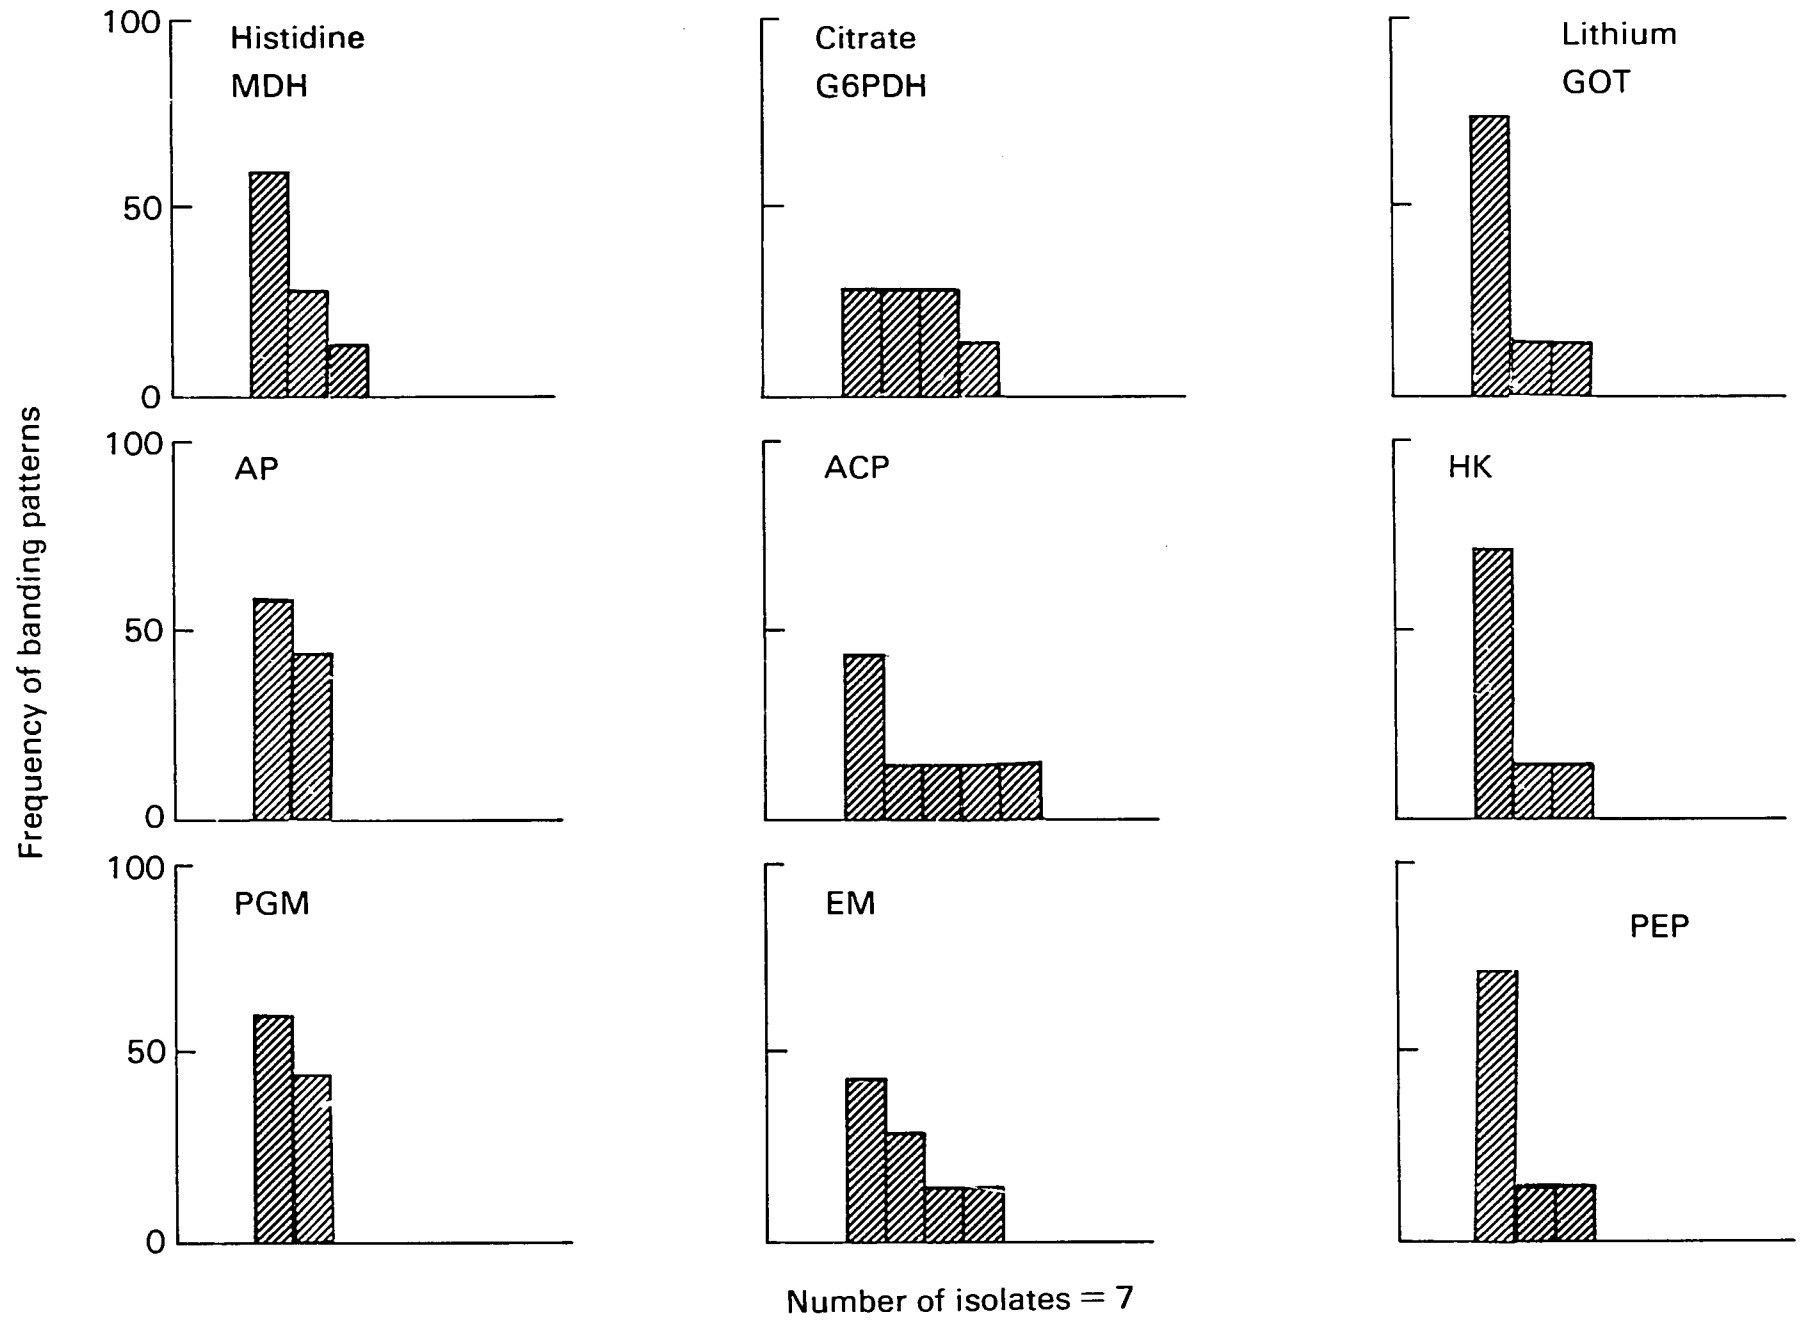 Frequency of banding patterns
100
50
0
Histidine
MDH
Citrate
G6PDH
Lithium
GOT
100
50
0
AP
ACP
HK
100
50
0
PGM
EM
PEP
Number of isolates = 7